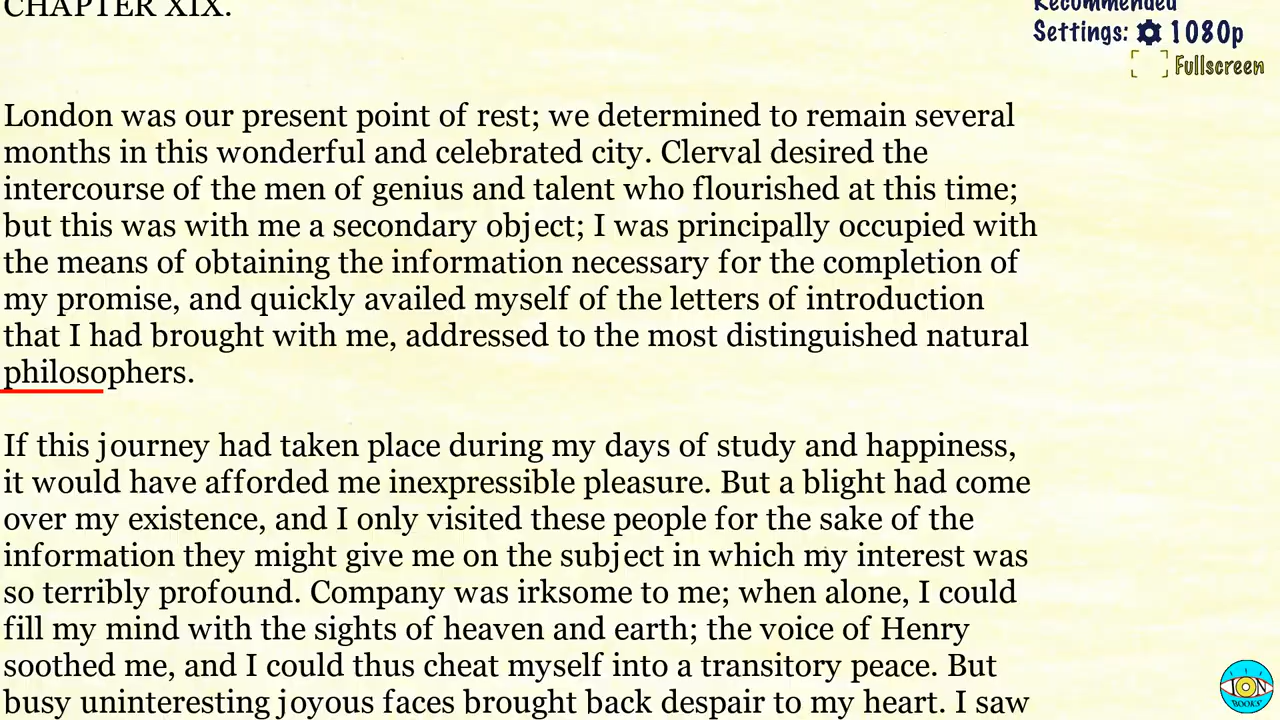 CHAPTER XIX.
Recommended
Settings: 1080p
Fullscreen
London was our present point of rest; we determined to remain several
months in this wonderful and celebrated city. Clerval desired the
intercourse of the men of genius and talent who flourished at this time;
but this was with me a secondary object; I was principally occupied with
the means of obtaining the information necessary for the completion of
my promise, and quickly availed myself of the letters of introduction
that I had brought with me, addressed to the most distinguished natural
philosophers.
If this journey had taken place during my days of study and happiness,
it would have afforded me inexpressible pleasure. But a blight had come
over my existence, and I only visited these people for the sake of the
information they might give me on the subject in which my interest was
so terribly profound. Company was irksome to me; when alone, I could
fill my mind with the sights of heaven and earth; the voice of Henry
soothed me, and I could thus cheat myself into a transitory peace. But
busy uninteresting joyous faces brought back despair to my heart. I saw
ION
BOOKS